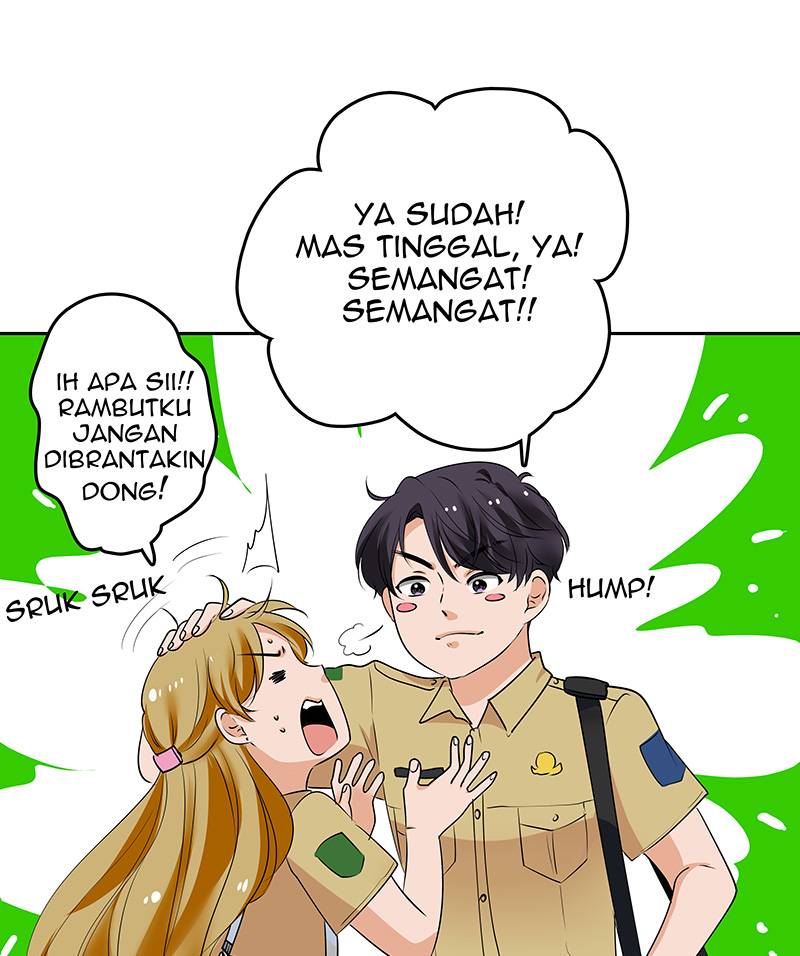 YA SUDAH!
MAS TINGGAL, YA!
SEMANGAT!
SEMANGAT!!
IH APA SII!!
RAMBUTKU
JANGAN
DIBRANTAKIN
DONG!
SRUK SRUK
HUMP!